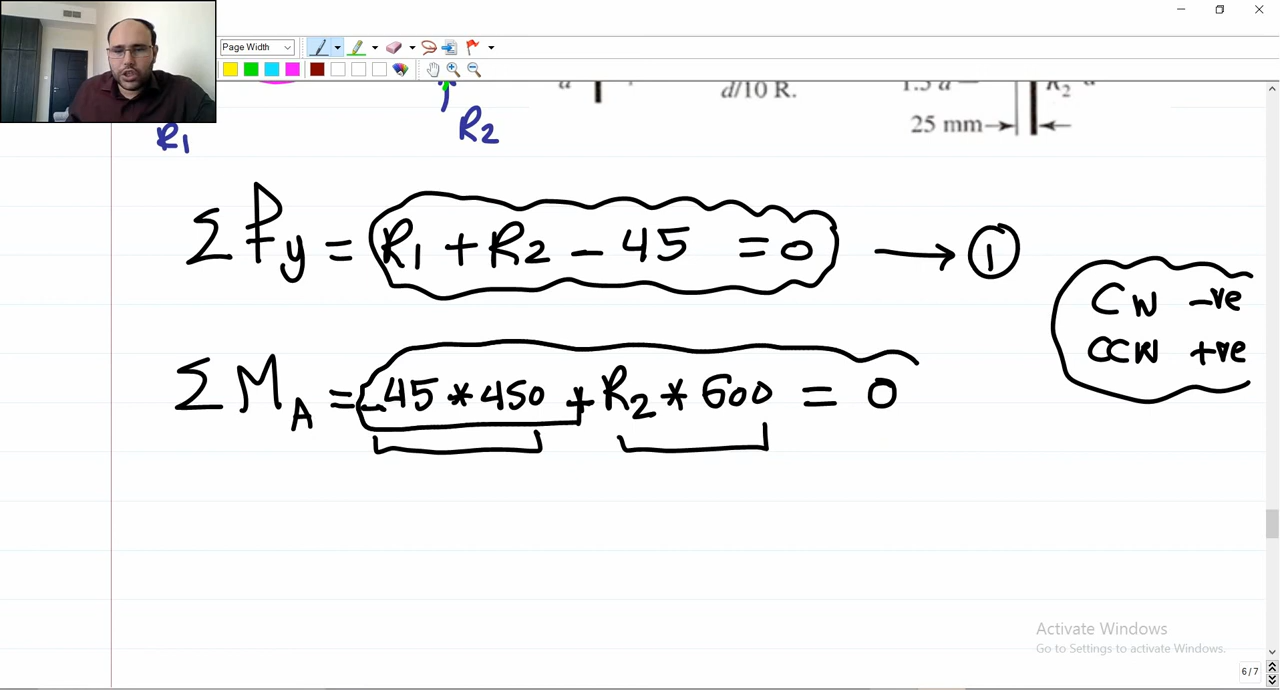 Page Width
R1
R2
d/10 R.
1.5 a
R2
25 mm
ΣFy = R1 + R2 - 45 = 0 → ①
CW -ve
CCW +ve
ΣMA = -45*450 + R2*600 = 0
Activate Windows
Go to Settings to activate Windows.
6/7